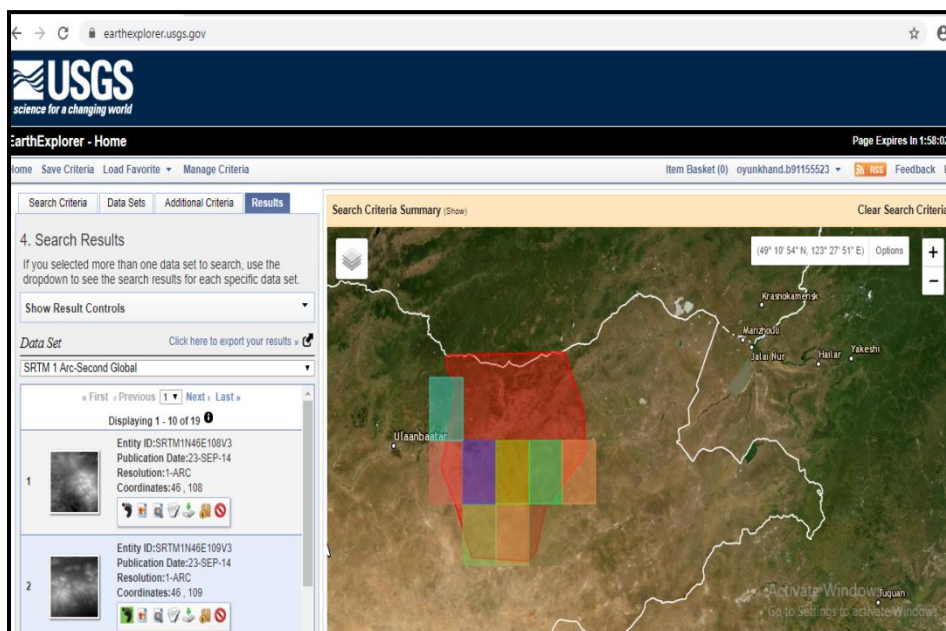 earthexplorer.usgs.gov
USGS
science for a changing world
EarthExplorer - Home
Page Expires In 1:58:02
Home Save Criteria Load Favorite Manage Criteria
Item Basket (0) oyunkhand.b91155523 RSS Feedback
Search Criteria Data Sets Additional Criteria Results
Search Criteria Summary (Show)
Clear Search Criteria
4. Search Results
If you selected more than one data set to search, use the
dropdown to see the search results for each specific data set.
Show Result Controls
Data Set
Click here to export your results »
SRTM 1 Arc-Second Global
« First ‹ Previous 1 Next › Last »
Displaying 1 - 10 of 19
1
Entity ID:SRTM1N46E108V3
Publication Date:23-SEP-14
Resolution:1-ARC
Coordinates:46 , 108
2
Entity ID:SRTM1N46E109V3
Publication Date:23-SEP-14
Resolution:1-ARC
Coordinates:46 , 109
(49° 10' 54" N, 123° 27' 51" E) Options
+
−
Krasnokamensk
Manzhouli
Jalai Nur
Hailar
Yakeshi
Ulaanbaatar
Tuquan
Activate Windows
Go to Settings to activate Windows.